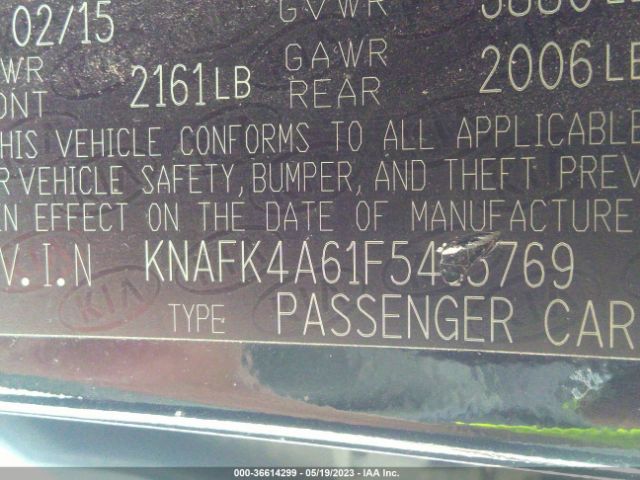 02/15 GVWR
WR GAWR 2006LB
ONT 2161LB REAR
HIS VEHICLE CONFORMS TO ALL APPLICABLE
R VEHICLE SAFETY, BUMPER, AND THEFT PREV
N EFFECT ON THE DATE OF MANUFACTURE
V.I.N
TYPE PASSENGER CAR
000-36614299 - 05/19/2023 - IAA Inc.